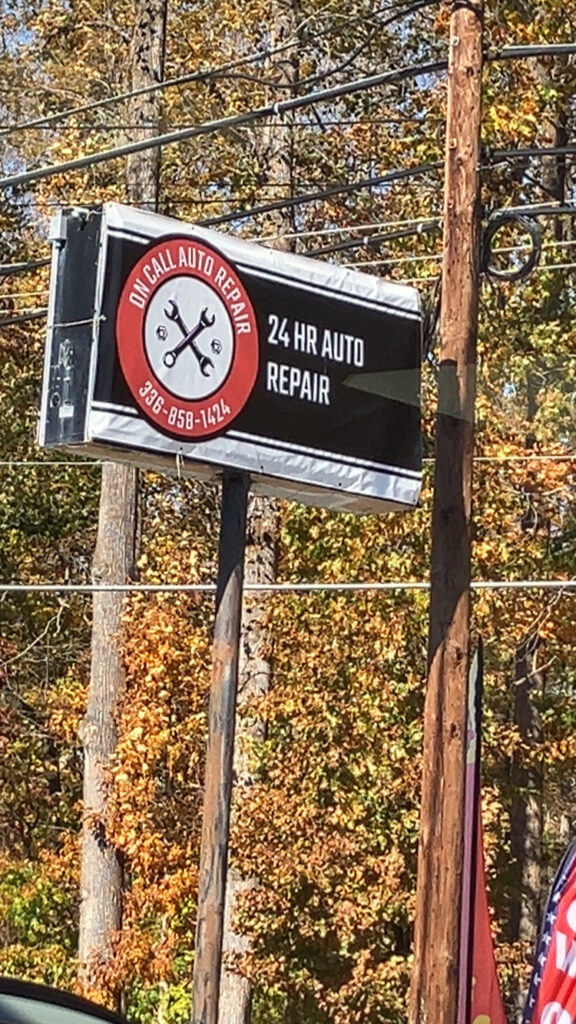 ON CALL AUTO REPAIR
336-858-1424
24 HR AUTO
REPAIR